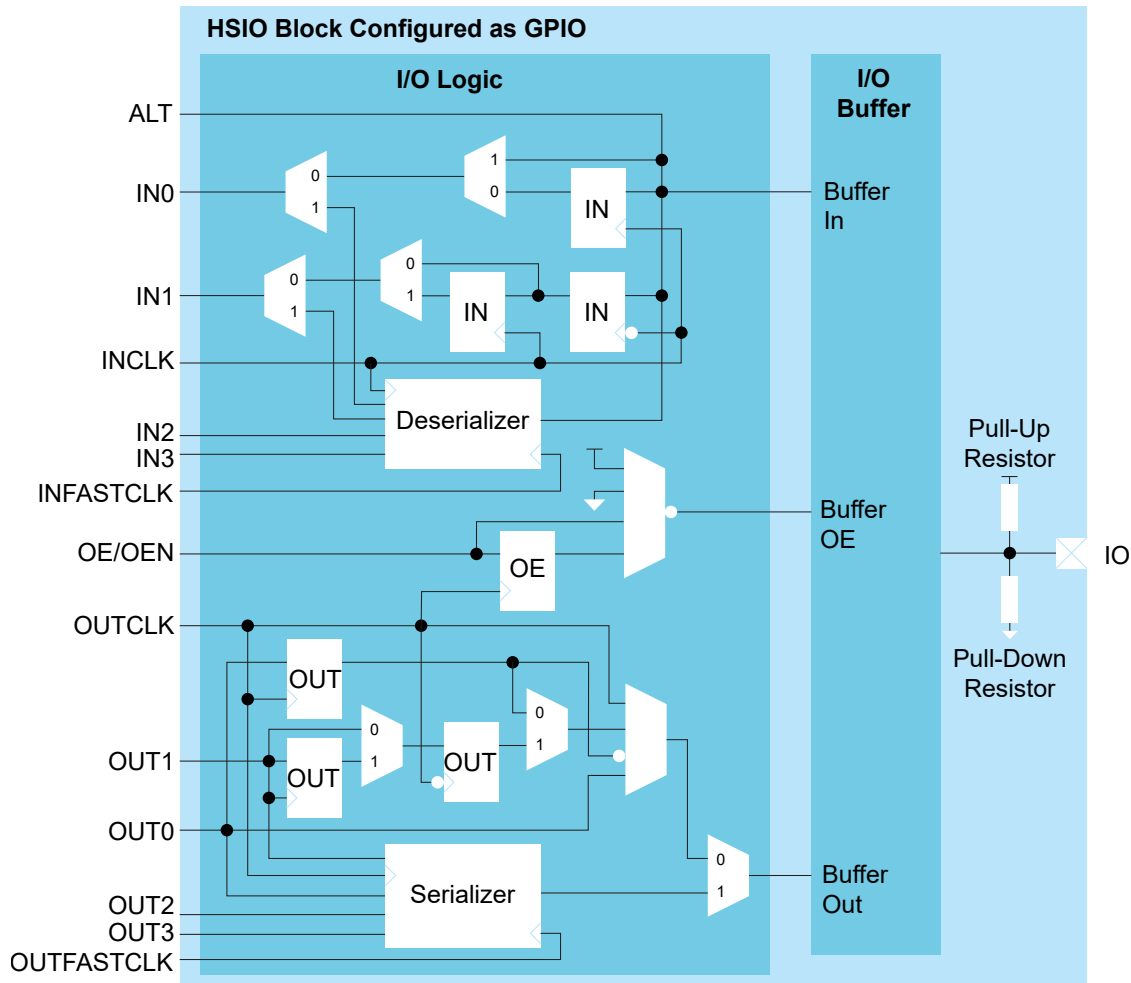 HSIO Block Configured as GPIO
I/O Logic
I/O
Buffer
ALT
IN0
0
1
1
0
IN
Buffer
In
IN1
0
1
0
1
IN
IN
INCLK
Deserializer
IN2
IN3
INFASTCLK
Pull-Up
Resistor
Buffer
OE
OE/OEN
OE
IO
OUTCLK
OUT
Pull-Down
Resistor
OUT1
OUT
0
1
OUT
0
1
OUT0
Serializer
0
1
Buffer
Out
OUT2
OUT3
OUTFASTCLK